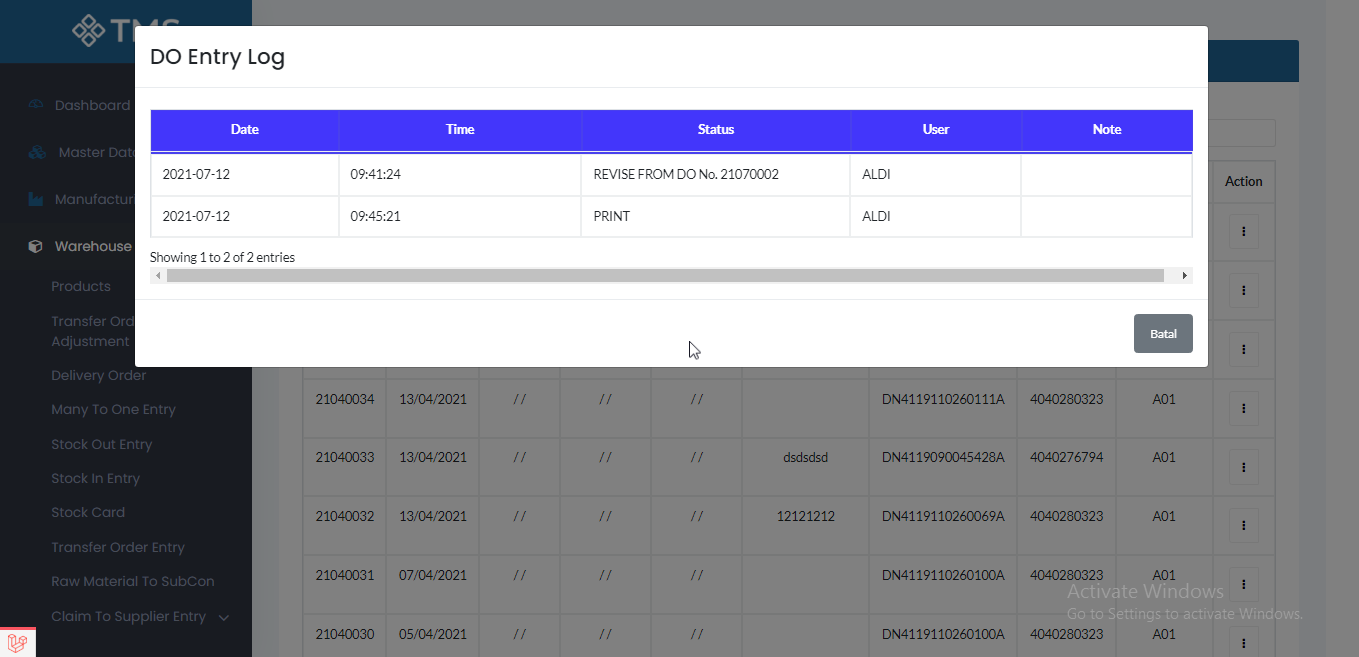 TMS
DO Entry Log
Date Time Status User Note
2021-07-12 09:41:24 REVISE FROM DO No. 21070002 ALDI
2021-07-12 09:45:21 PRINT ALDI
Showing 1 to 2 of 2 entries
Batal
Dashboard
Master Data
Manufactur
Warehouse
Products
Transfer Ord
Adjustment
Delivery Order
Many To One Entry
Stock Out Entry
Stock In Entry
Stock Card
Transfer Order Entry
Raw Material To SubCon
Claim To Supplier Entry
Action
21040034 13/04/2021 // // // DN4119110260111A 4040280323 A01
21040033 13/04/2021 // // // dsdsdsd DN4119090045428A 4040276794 A01
21040032 13/04/2021 // // // 12121212 DN4119110260069A 4040280323 A01
21040031 07/04/2021 // // // DN4119110260100A 4040280323 A01
21040030 05/04/2021 // // // DN4119110260100A 4040280323 A01
Activate Windows
Go to Settings to activate Windows.